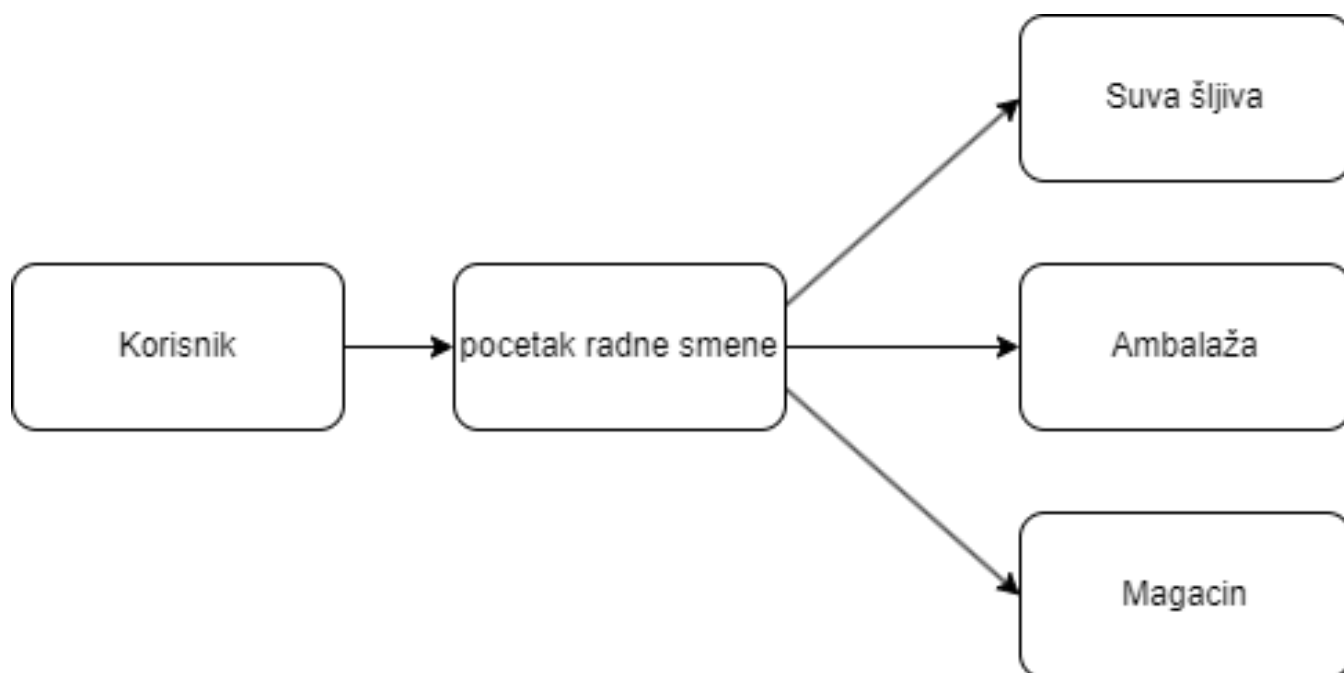 Korisnik
pocetak radne smene
Suva šljiva
Ambalaža
Magacin